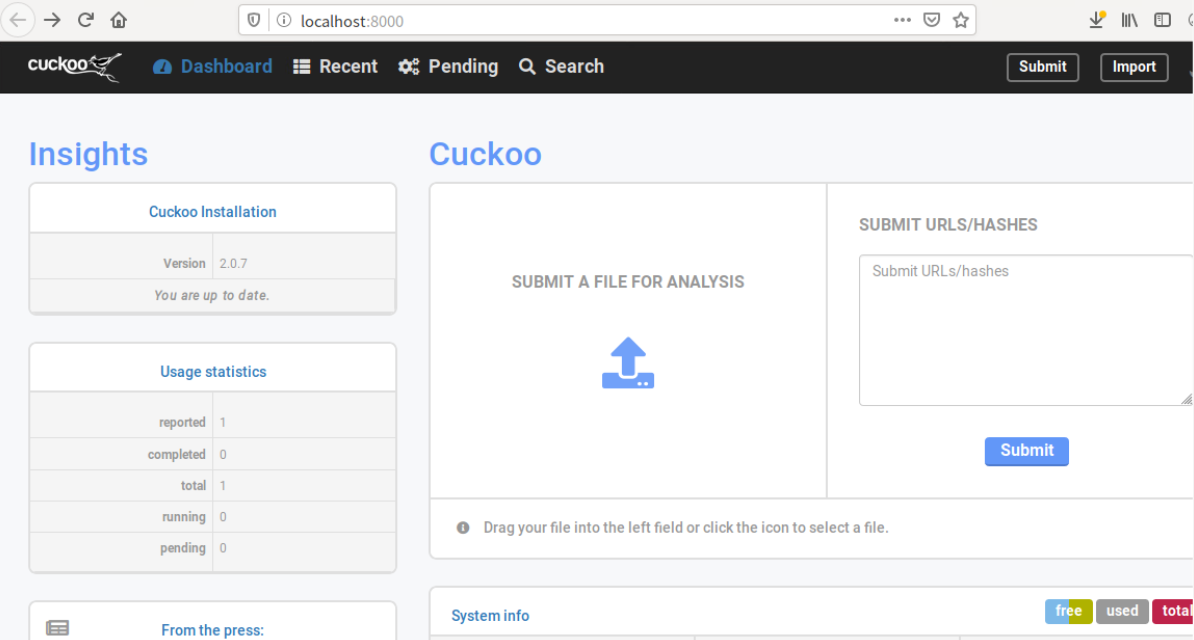 localhost:8000
cuckoo Dashboard Recent Pending Search Submit Import
Insights
Cuckoo Installation
Version 2.0.7
You are up to date.
Usage statistics
reported 1
completed 0
total 1
running 0
pending 0
From the press:
Cuckoo
SUBMIT A FILE FOR ANALYSIS
SUBMIT URLS/HASHES
Submit URLs/hashes
Submit
Drag your file into the left field or click the icon to select a file.
System info free used total